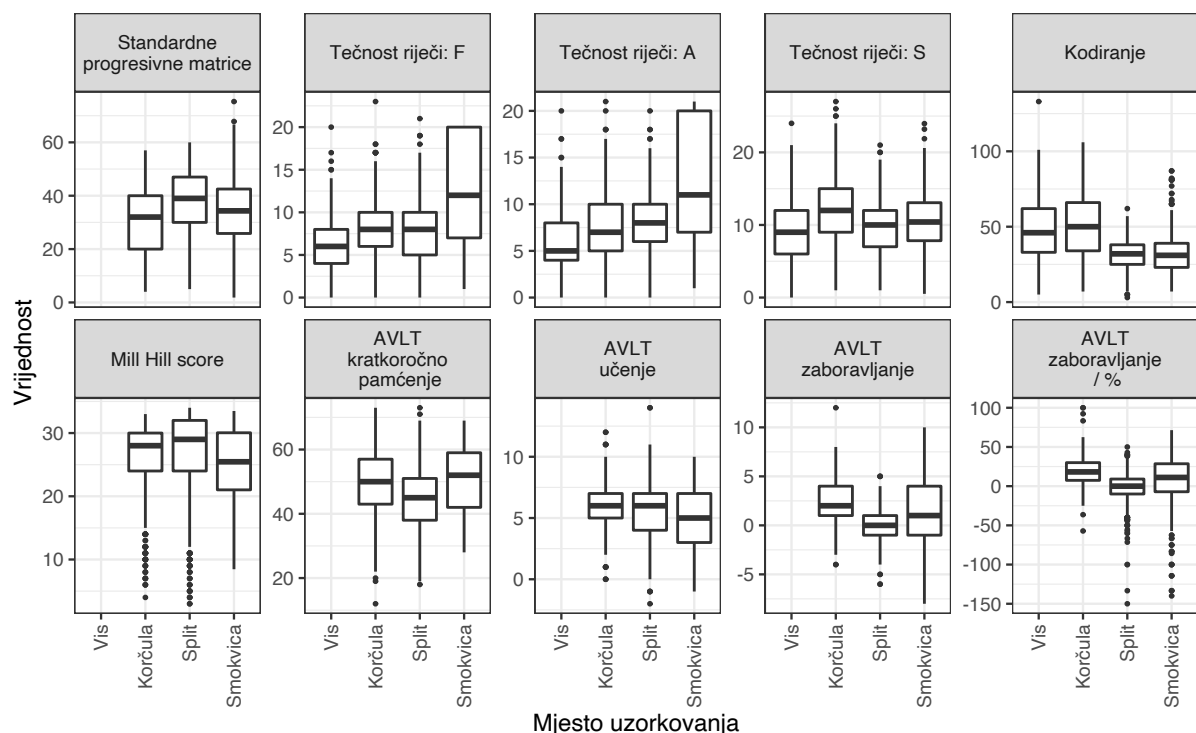 Standardne
progresivne matrice
Tečnost riječi: F
Tečnost riječi: A
Tečnost riječi: S
Kodiranje
60
40
20
0
20
15
10
5
0
20
15
10
5
0
20
10
0
100
50
0
Vrijednost
Mill Hill score
AVLT
kratkoročno
pamćenje
AVLT
učenje
AVLT
zaboravljanje
AVLT
zaboravljanje
/ %
30
20
10
60
40
20
10
5
0
10
5
0
-5
100
50
0
-50
-100
-150
Vis
Korčula
Split
Smokvica
Vis
Korčula
Split
Smokvica
Vis
Korčula
Split
Smokvica
Vis
Korčula
Split
Smokvica
Vis
Korčula
Split
Smokvica
Mjesto uzorkovanja